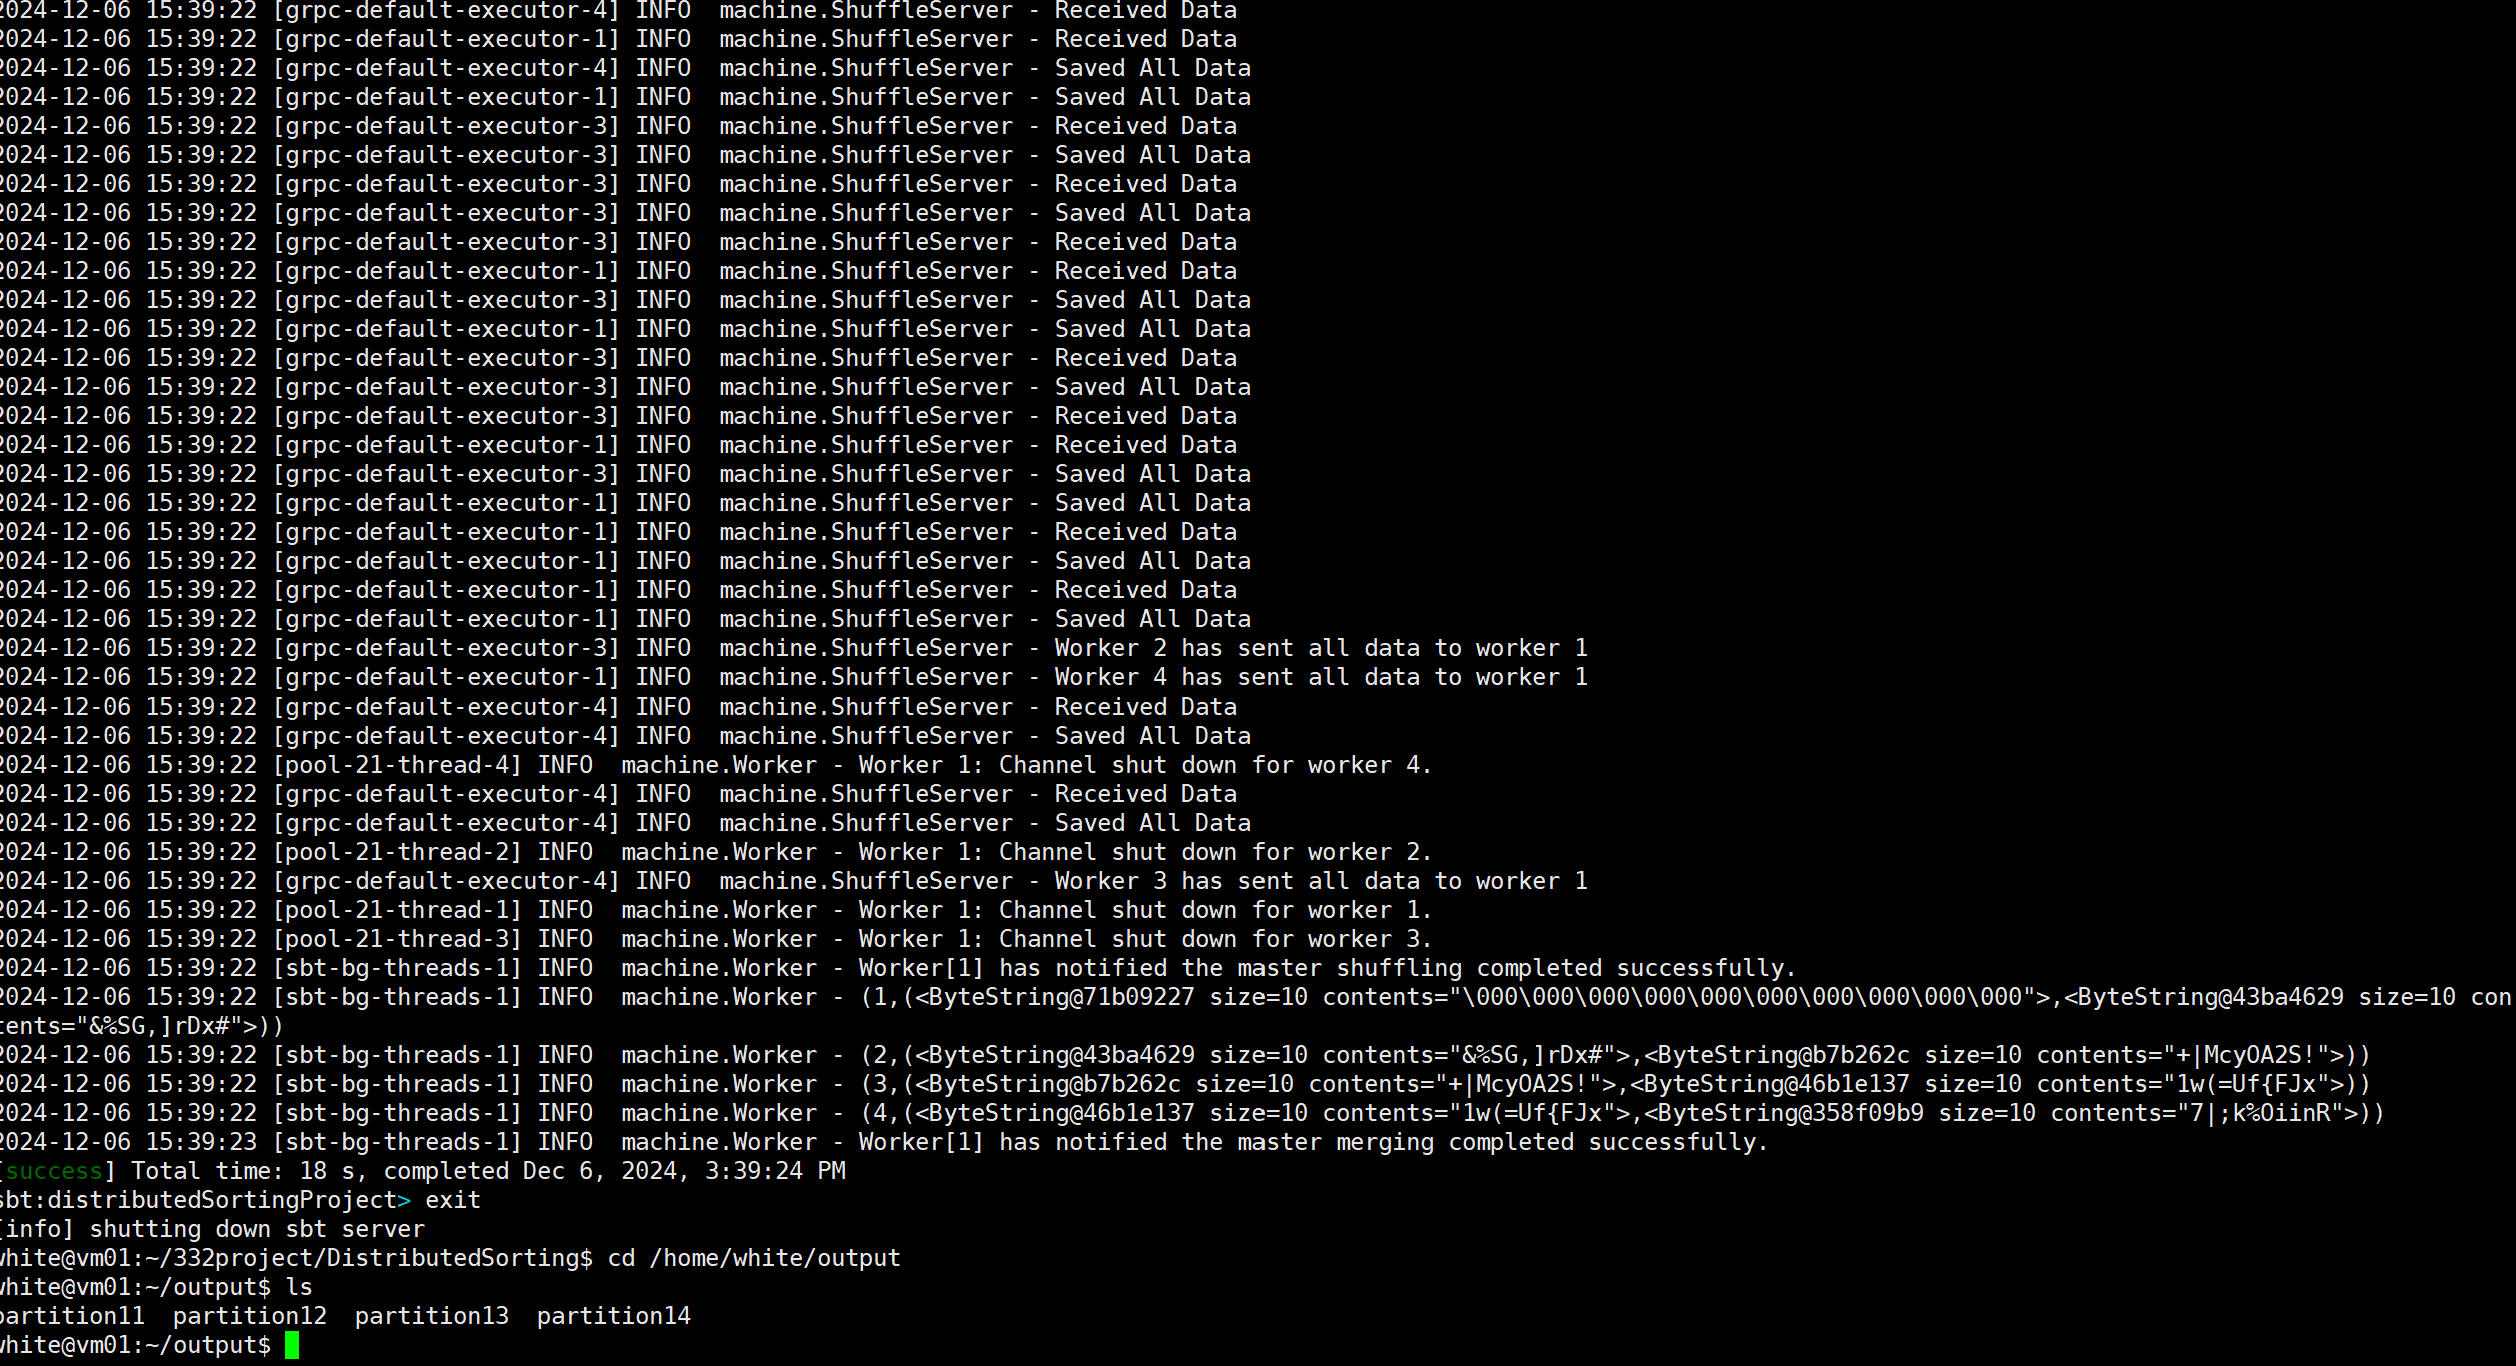 2024-12-06 15:39:22 [grpc-default-executor-4] INFO  machine.ShuffleServer - Received Data
2024-12-06 15:39:22 [grpc-default-executor-1] INFO  machine.ShuffleServer - Received Data
2024-12-06 15:39:22 [grpc-default-executor-4] INFO  machine.ShuffleServer - Saved All Data
2024-12-06 15:39:22 [grpc-default-executor-1] INFO  machine.ShuffleServer - Saved All Data
2024-12-06 15:39:22 [grpc-default-executor-3] INFO  machine.ShuffleServer - Received Data
2024-12-06 15:39:22 [grpc-default-executor-3] INFO  machine.ShuffleServer - Saved All Data
2024-12-06 15:39:22 [grpc-default-executor-3] INFO  machine.ShuffleServer - Received Data
2024-12-06 15:39:22 [grpc-default-executor-3] INFO  machine.ShuffleServer - Saved All Data
2024-12-06 15:39:22 [grpc-default-executor-3] INFO  machine.ShuffleServer - Received Data
2024-12-06 15:39:22 [grpc-default-executor-1] INFO  machine.ShuffleServer - Received Data
2024-12-06 15:39:22 [grpc-default-executor-3] INFO  machine.ShuffleServer - Saved All Data
2024-12-06 15:39:22 [grpc-default-executor-1] INFO  machine.ShuffleServer - Saved All Data
2024-12-06 15:39:22 [grpc-default-executor-3] INFO  machine.ShuffleServer - Received Data
2024-12-06 15:39:22 [grpc-default-executor-3] INFO  machine.ShuffleServer - Saved All Data
2024-12-06 15:39:22 [grpc-default-executor-3] INFO  machine.ShuffleServer - Received Data
2024-12-06 15:39:22 [grpc-default-executor-1] INFO  machine.ShuffleServer - Received Data
2024-12-06 15:39:22 [grpc-default-executor-3] INFO  machine.ShuffleServer - Saved All Data
2024-12-06 15:39:22 [grpc-default-executor-1] INFO  machine.ShuffleServer - Saved All Data
2024-12-06 15:39:22 [grpc-default-executor-1] INFO  machine.ShuffleServer - Received Data
2024-12-06 15:39:22 [grpc-default-executor-1] INFO  machine.ShuffleServer - Saved All Data
2024-12-06 15:39:22 [grpc-default-executor-1] INFO  machine.ShuffleServer - Received Data
2024-12-06 15:39:22 [grpc-default-executor-1] INFO  machine.ShuffleServer - Saved All Data
2024-12-06 15:39:22 [grpc-default-executor-3] INFO  machine.ShuffleServer - Worker 2 has sent all data to worker 1
2024-12-06 15:39:22 [grpc-default-executor-1] INFO  machine.ShuffleServer - Worker 4 has sent all data to worker 1
2024-12-06 15:39:22 [grpc-default-executor-4] INFO  machine.ShuffleServer - Received Data
2024-12-06 15:39:22 [grpc-default-executor-4] INFO  machine.ShuffleServer - Saved All Data
2024-12-06 15:39:22 [pool-21-thread-4] INFO  machine.Worker - Worker 1: Channel shut down for worker 4.
2024-12-06 15:39:22 [grpc-default-executor-4] INFO  machine.ShuffleServer - Received Data
2024-12-06 15:39:22 [grpc-default-executor-4] INFO  machine.ShuffleServer - Saved All Data
2024-12-06 15:39:22 [pool-21-thread-2] INFO  machine.Worker - Worker 1: Channel shut down for worker 2.
2024-12-06 15:39:22 [grpc-default-executor-4] INFO  machine.ShuffleServer - Worker 3 has sent all data to worker 1
2024-12-06 15:39:22 [pool-21-thread-1] INFO  machine.Worker - Worker 1: Channel shut down for worker 1.
2024-12-06 15:39:22 [pool-21-thread-3] INFO  machine.Worker - Worker 1: Channel shut down for worker 3.
2024-12-06 15:39:22 [sbt-bg-threads-1] INFO  machine.Worker - Worker[1] has notified the master shuffling completed successfully.
2024-12-06 15:39:22 [sbt-bg-threads-1] INFO  machine.Worker - (1,(<ByteString@71b09227 size=10 contents="\000\000\000\000\000\000\000\000\000\000">,<ByteString@43ba4629 size=10 con
tents="&%SG,]rDx#">))
2024-12-06 15:39:22 [sbt-bg-threads-1] INFO  machine.Worker - (2,(<ByteString@43ba4629 size=10 contents="&%SG,]rDx#">,<ByteString@b7b262c size=10 contents="+|McyOA2S!">))
2024-12-06 15:39:22 [sbt-bg-threads-1] INFO  machine.Worker - (3,(<ByteString@b7b262c size=10 contents="+|McyOA2S!">,<ByteString@46b1e137 size=10 contents="1w(=Uf{FJx">))
2024-12-06 15:39:22 [sbt-bg-threads-1] INFO  machine.Worker - (4,(<ByteString@46b1e137 size=10 contents="1w(=Uf{FJx">,<ByteString@358f09b9 size=10 contents="7|;k%OiinR">))
2024-12-06 15:39:23 [sbt-bg-threads-1] INFO  machine.Worker - Worker[1] has notified the master merging completed successfully.
[success] Total time: 18 s, completed Dec 6, 2024, 3:39:24 PM
sbt:distributedSortingProject> exit
[info] shutting down sbt server
white@vm01:~/332project/DistributedSorting$ cd /home/white/output
white@vm01:~/output$ ls
partition11  partition12  partition13  partition14
white@vm01:~/output$